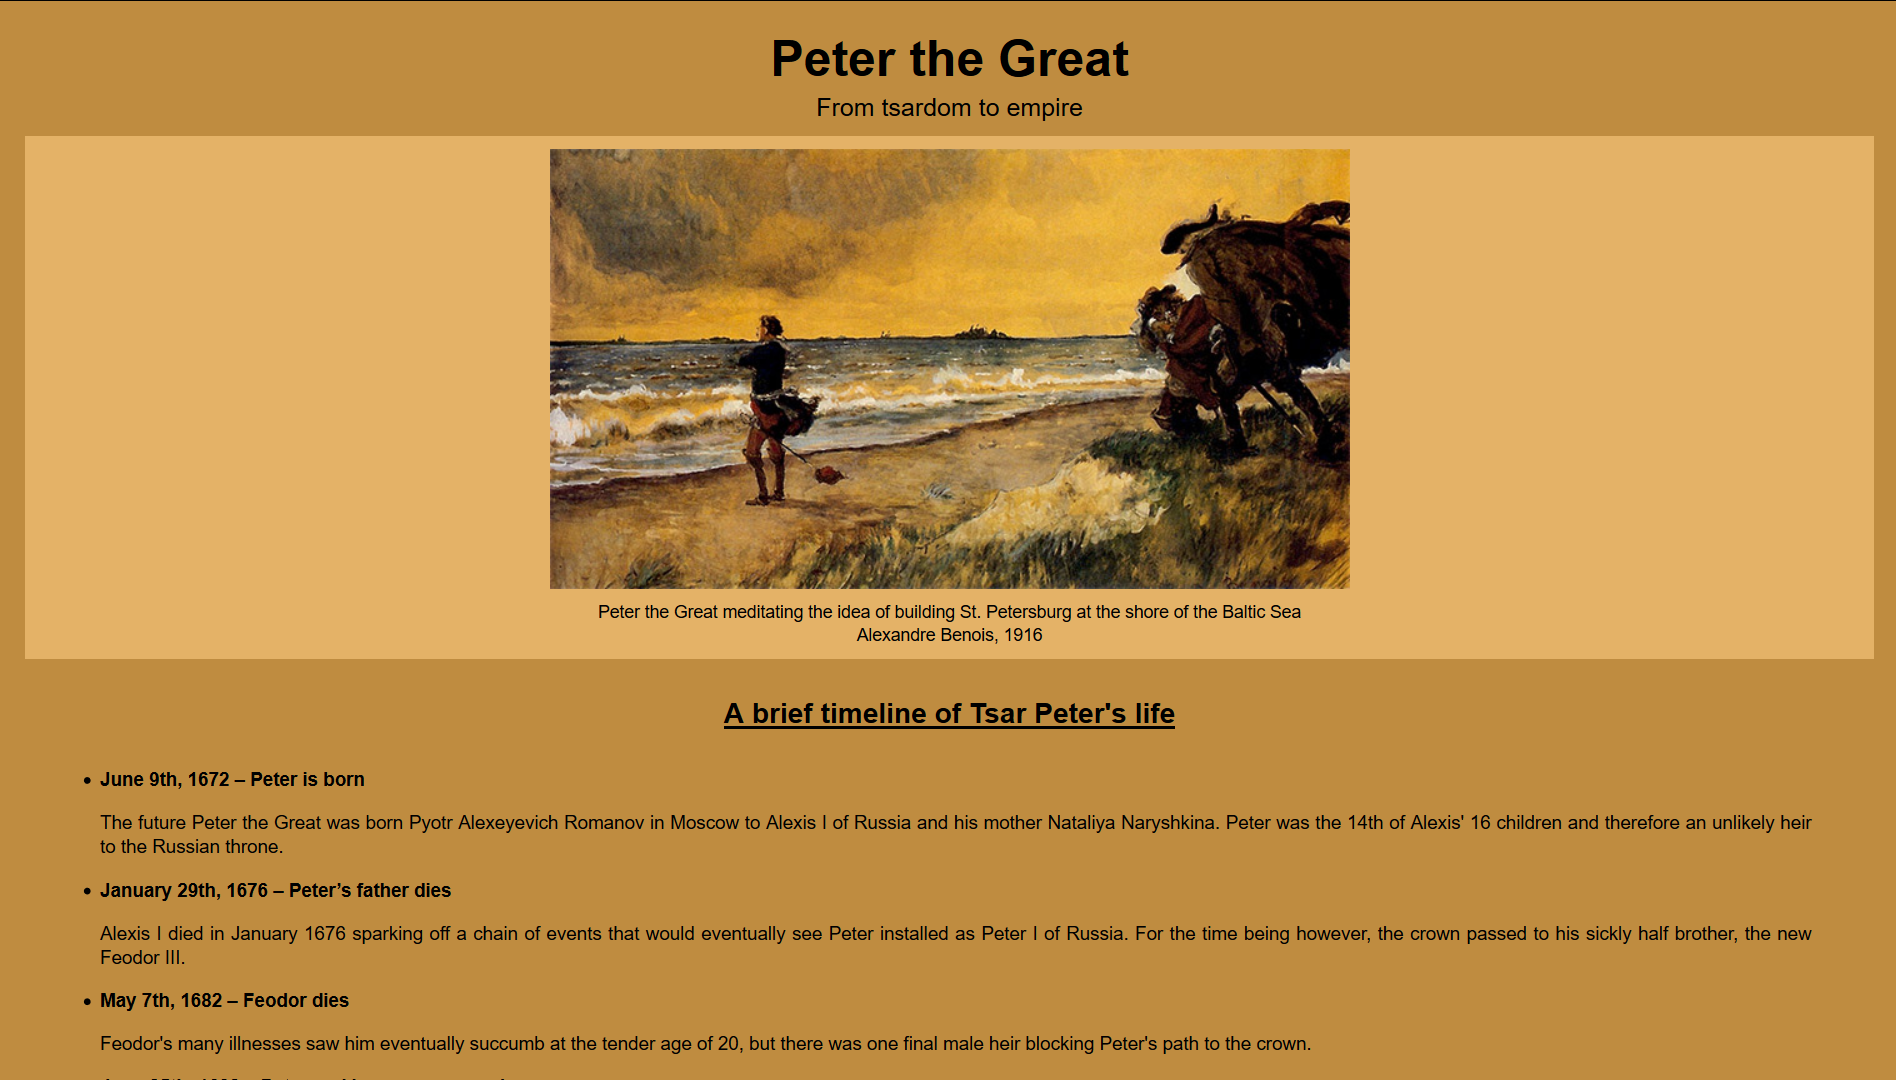 Peter the Great
From tsardom to empire
Peter the Great meditating the idea of building St. Petersburg at the shore of the Baltic Sea
Alexandre Benois, 1916
A brief timeline of Tsar Peter's life
• June 9th, 1672 – Peter is born
The future Peter the Great was born Pyotr Alexeyevich Romanov in Moscow to Alexis I of Russia and his mother Nataliya Naryshkina. Peter was the 14th of Alexis' 16 children and therefore an unlikely heir
to the Russian throne.
• January 29th, 1676 – Peter’s father dies
Alexis I died in January 1676 sparking off a chain of events that would eventually see Peter installed as Peter I of Russia. For the time being however, the crown passed to his sickly half brother, the new
Feodor III.
• May 7th, 1682 – Feodor dies
Feodor's many illnesses saw him eventually succumb at the tender age of 20, but there was one final male heir blocking Peter's path to the crown.